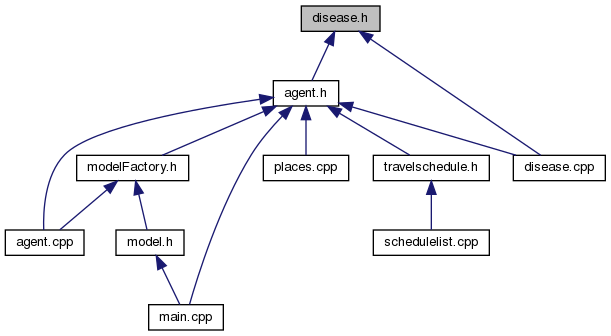 disease.h
agent.h
modelFactory.h
places.cpp
travelschedule.h
disease.cpp
agent.cpp
model.h
schedulelist.cpp
main.cpp